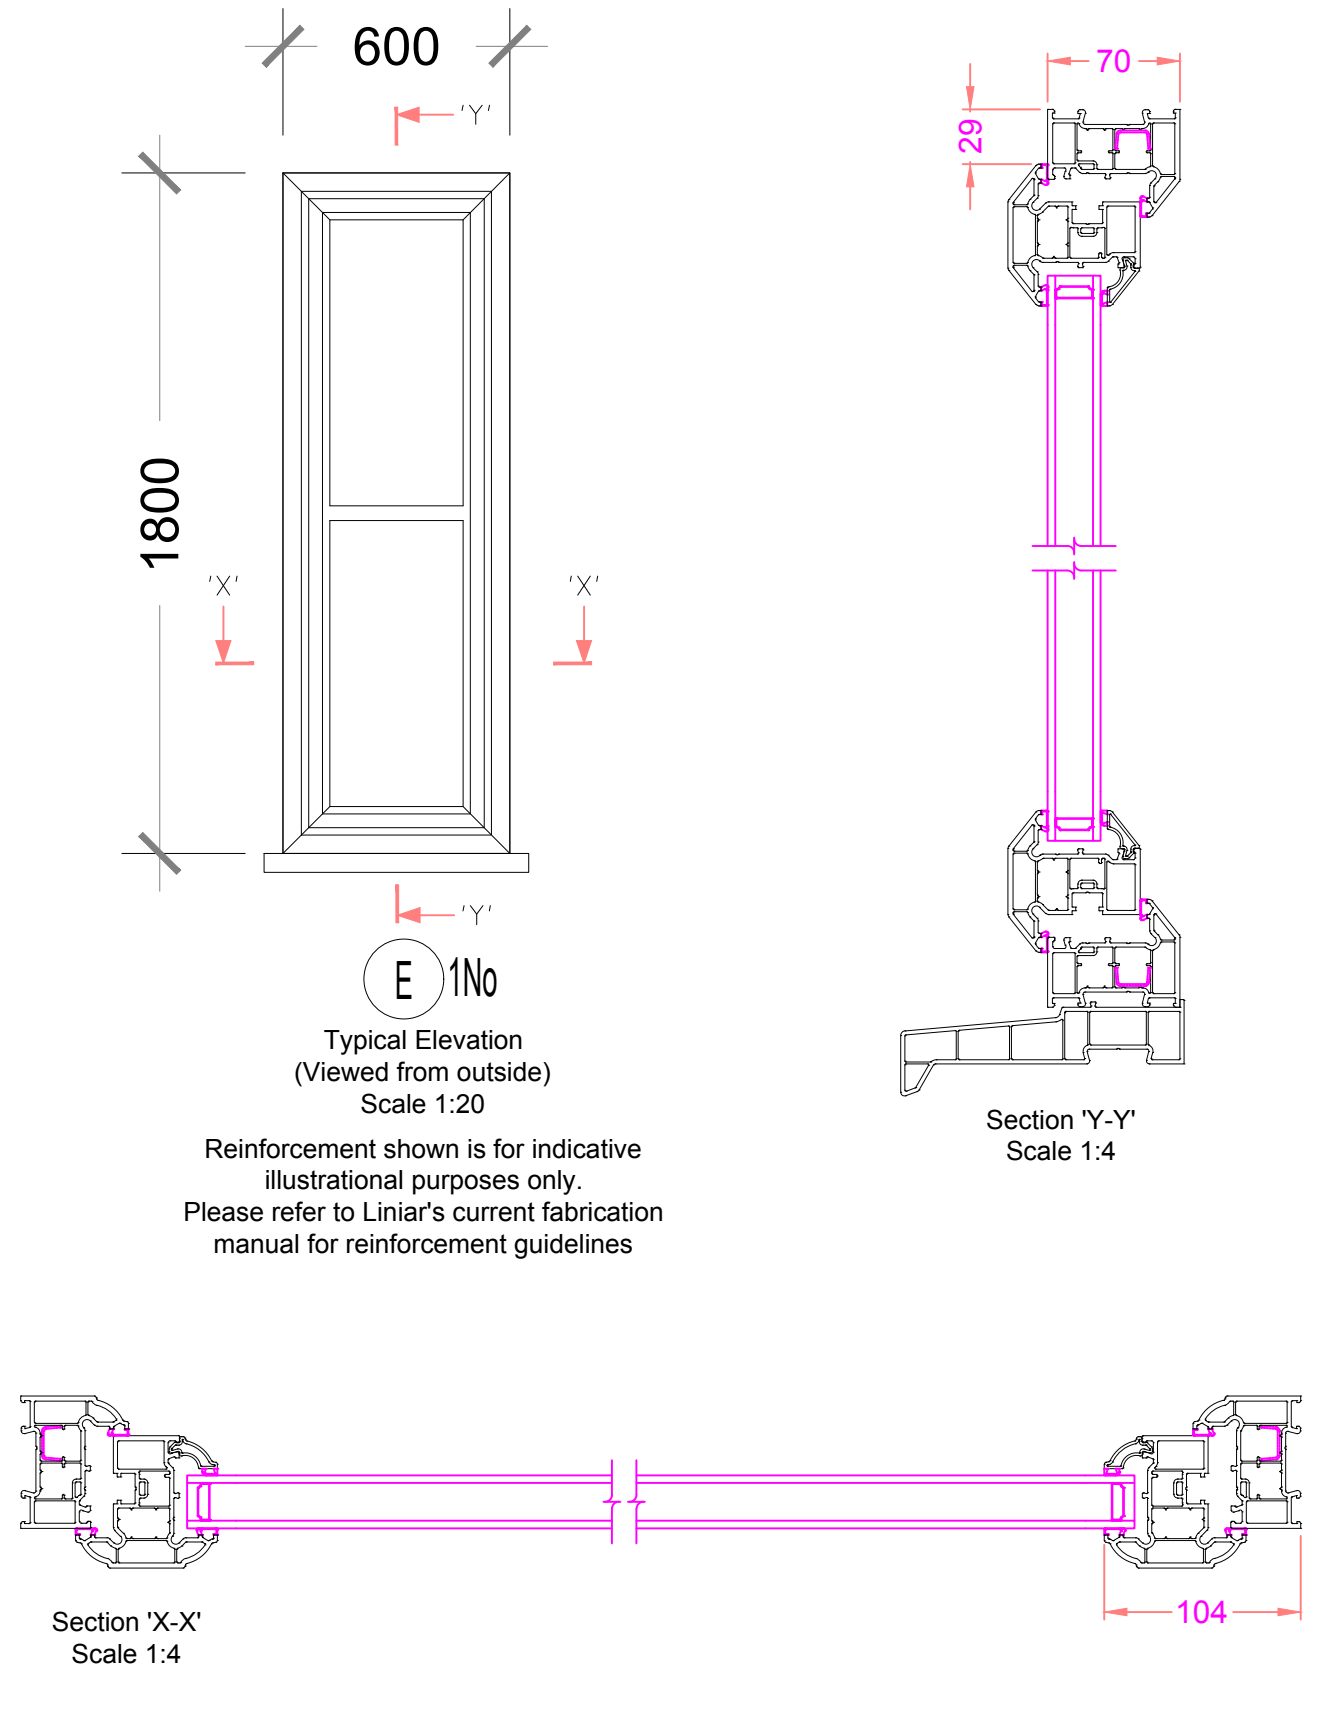 600
'Y'
1800
'X'
'X'
'Y'
E 1No
Typical Elevation
(Viewed from outside)
Scale 1:20
Reinforcement shown is for indicative
illustrational purposes only.
Please refer to Liniar's current fabrication
manual for reinforcement guidelines
70
29
Section 'Y-Y'
Scale 1:4
104
Section 'X-X'
Scale 1:4